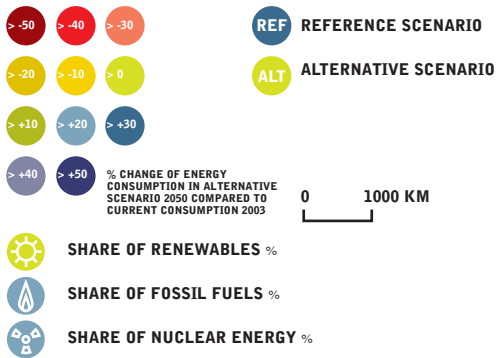 > -50 > -40 > -30
> -20 > -10 > 0
> +10 > +20 > +30
> +40 > +50
% CHANGE OF ENERGY
CONSUMPTION IN ALTERNATIVE
SCENARIO 2050 COMPARED TO
CURRENT CONSUMPTION 2003
REF REFERENCE SCENARIO
ALT ALTERNATIVE SCENARIO
0 1000 KM
SHARE OF RENEWABLES %
SHARE OF FOSSIL FUELS %
SHARE OF NUCLEAR ENERGY %